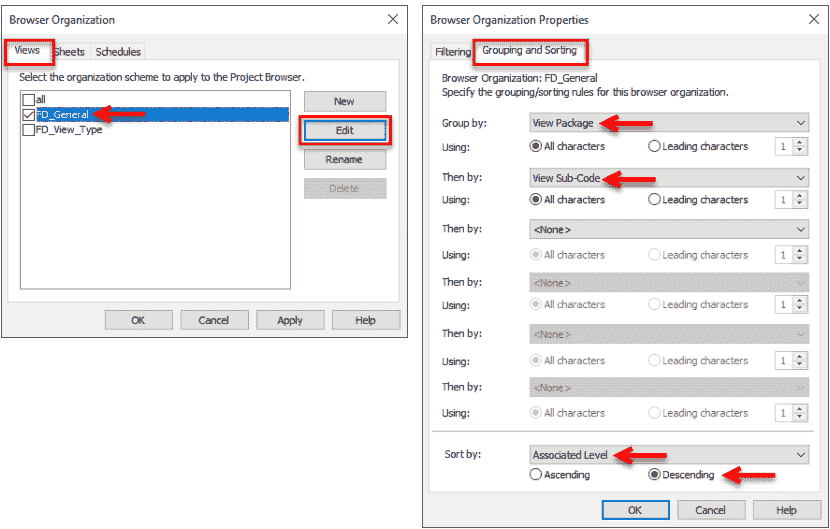 Browser Organization
Views
Sheets
Schedules
Select the organization scheme to apply to the Project Browser.
all
FD_General
FD_View_Type
New
Edit
Rename
Delete
OK
Cancel
Apply
Help
Browser Organization Properties
Filtering
Grouping and Sorting
Browser Organization: FD_General
Specify the grouping/sorting rules for this browser organization.
Group by: View Package
Using: All characters Leading characters 1
Then by: View Sub-Code
Using: All characters Leading characters 1
Then by: <None>
Using: All characters Leading characters 1
Then by: <None>
Using: All characters Leading characters 1
Then by: <None>
Using: All characters Leading characters 1
Then by: <None>
Using: All characters Leading characters 1
Sort by: Associated Level
Ascending Descending
OK
Cancel
Help